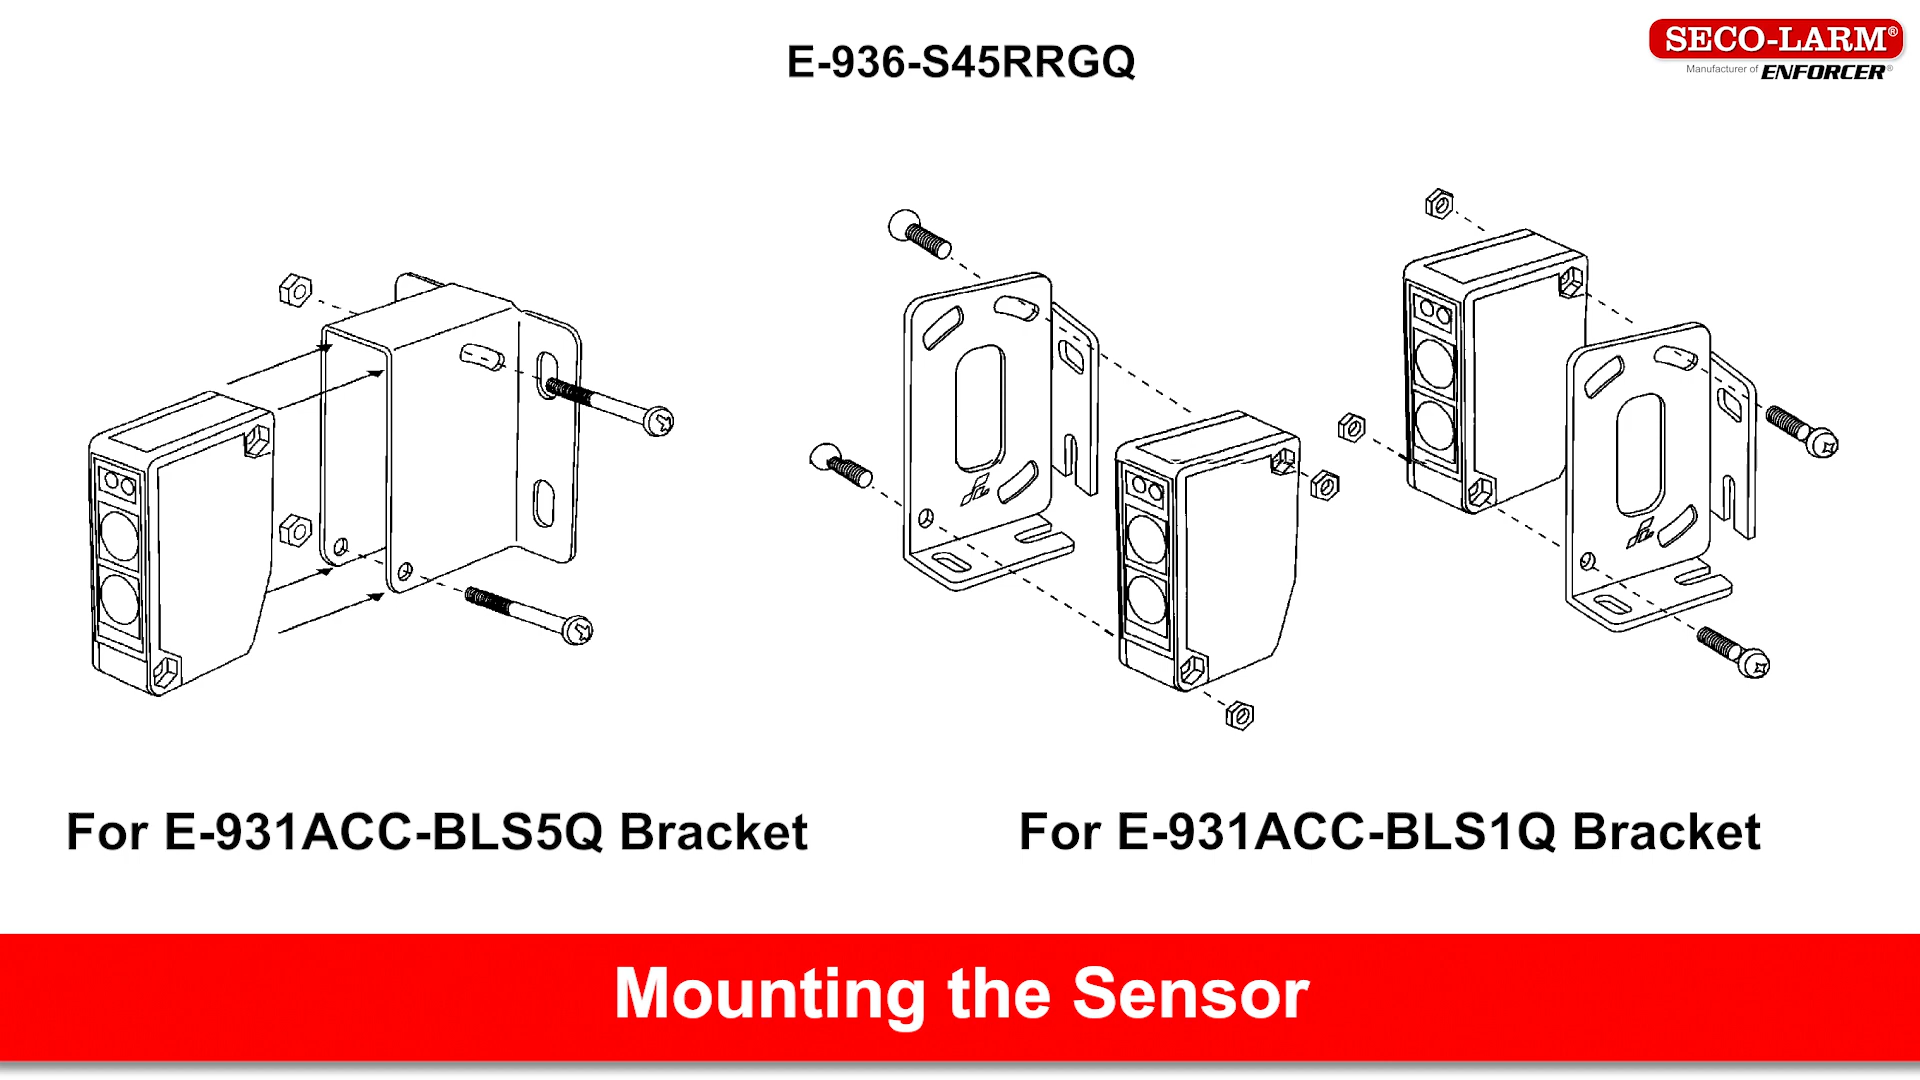 E-936-S45RRGQ
SECO-LARM®
Manufacturer of ENFORCER®
For E-931ACC-BLS5Q Bracket
For E-931ACC-BLS1Q Bracket
Mounting the Sensor